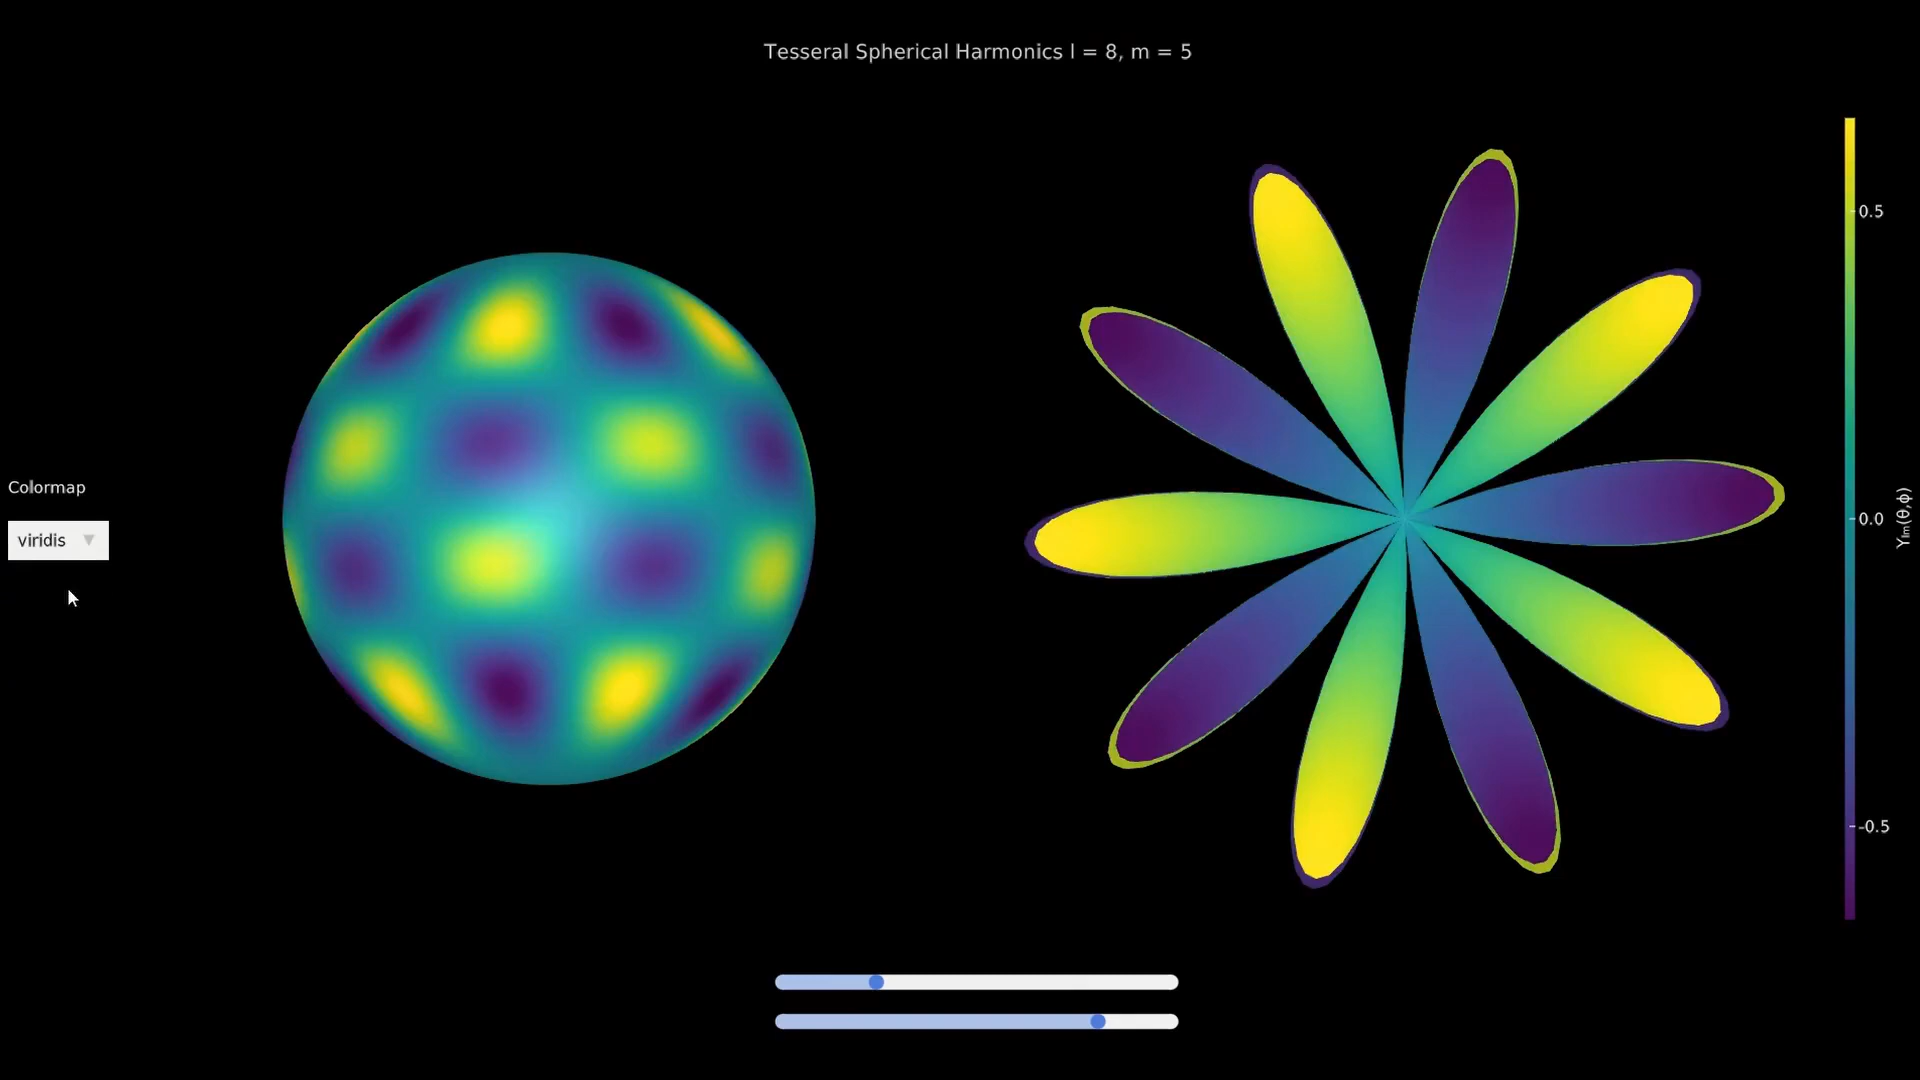 Tesseral Spherical Harmonics l = 8, m = 5
Colormap
viridis
0.5
0.0
-0.5
Yₗₘ(θ,ϕ)